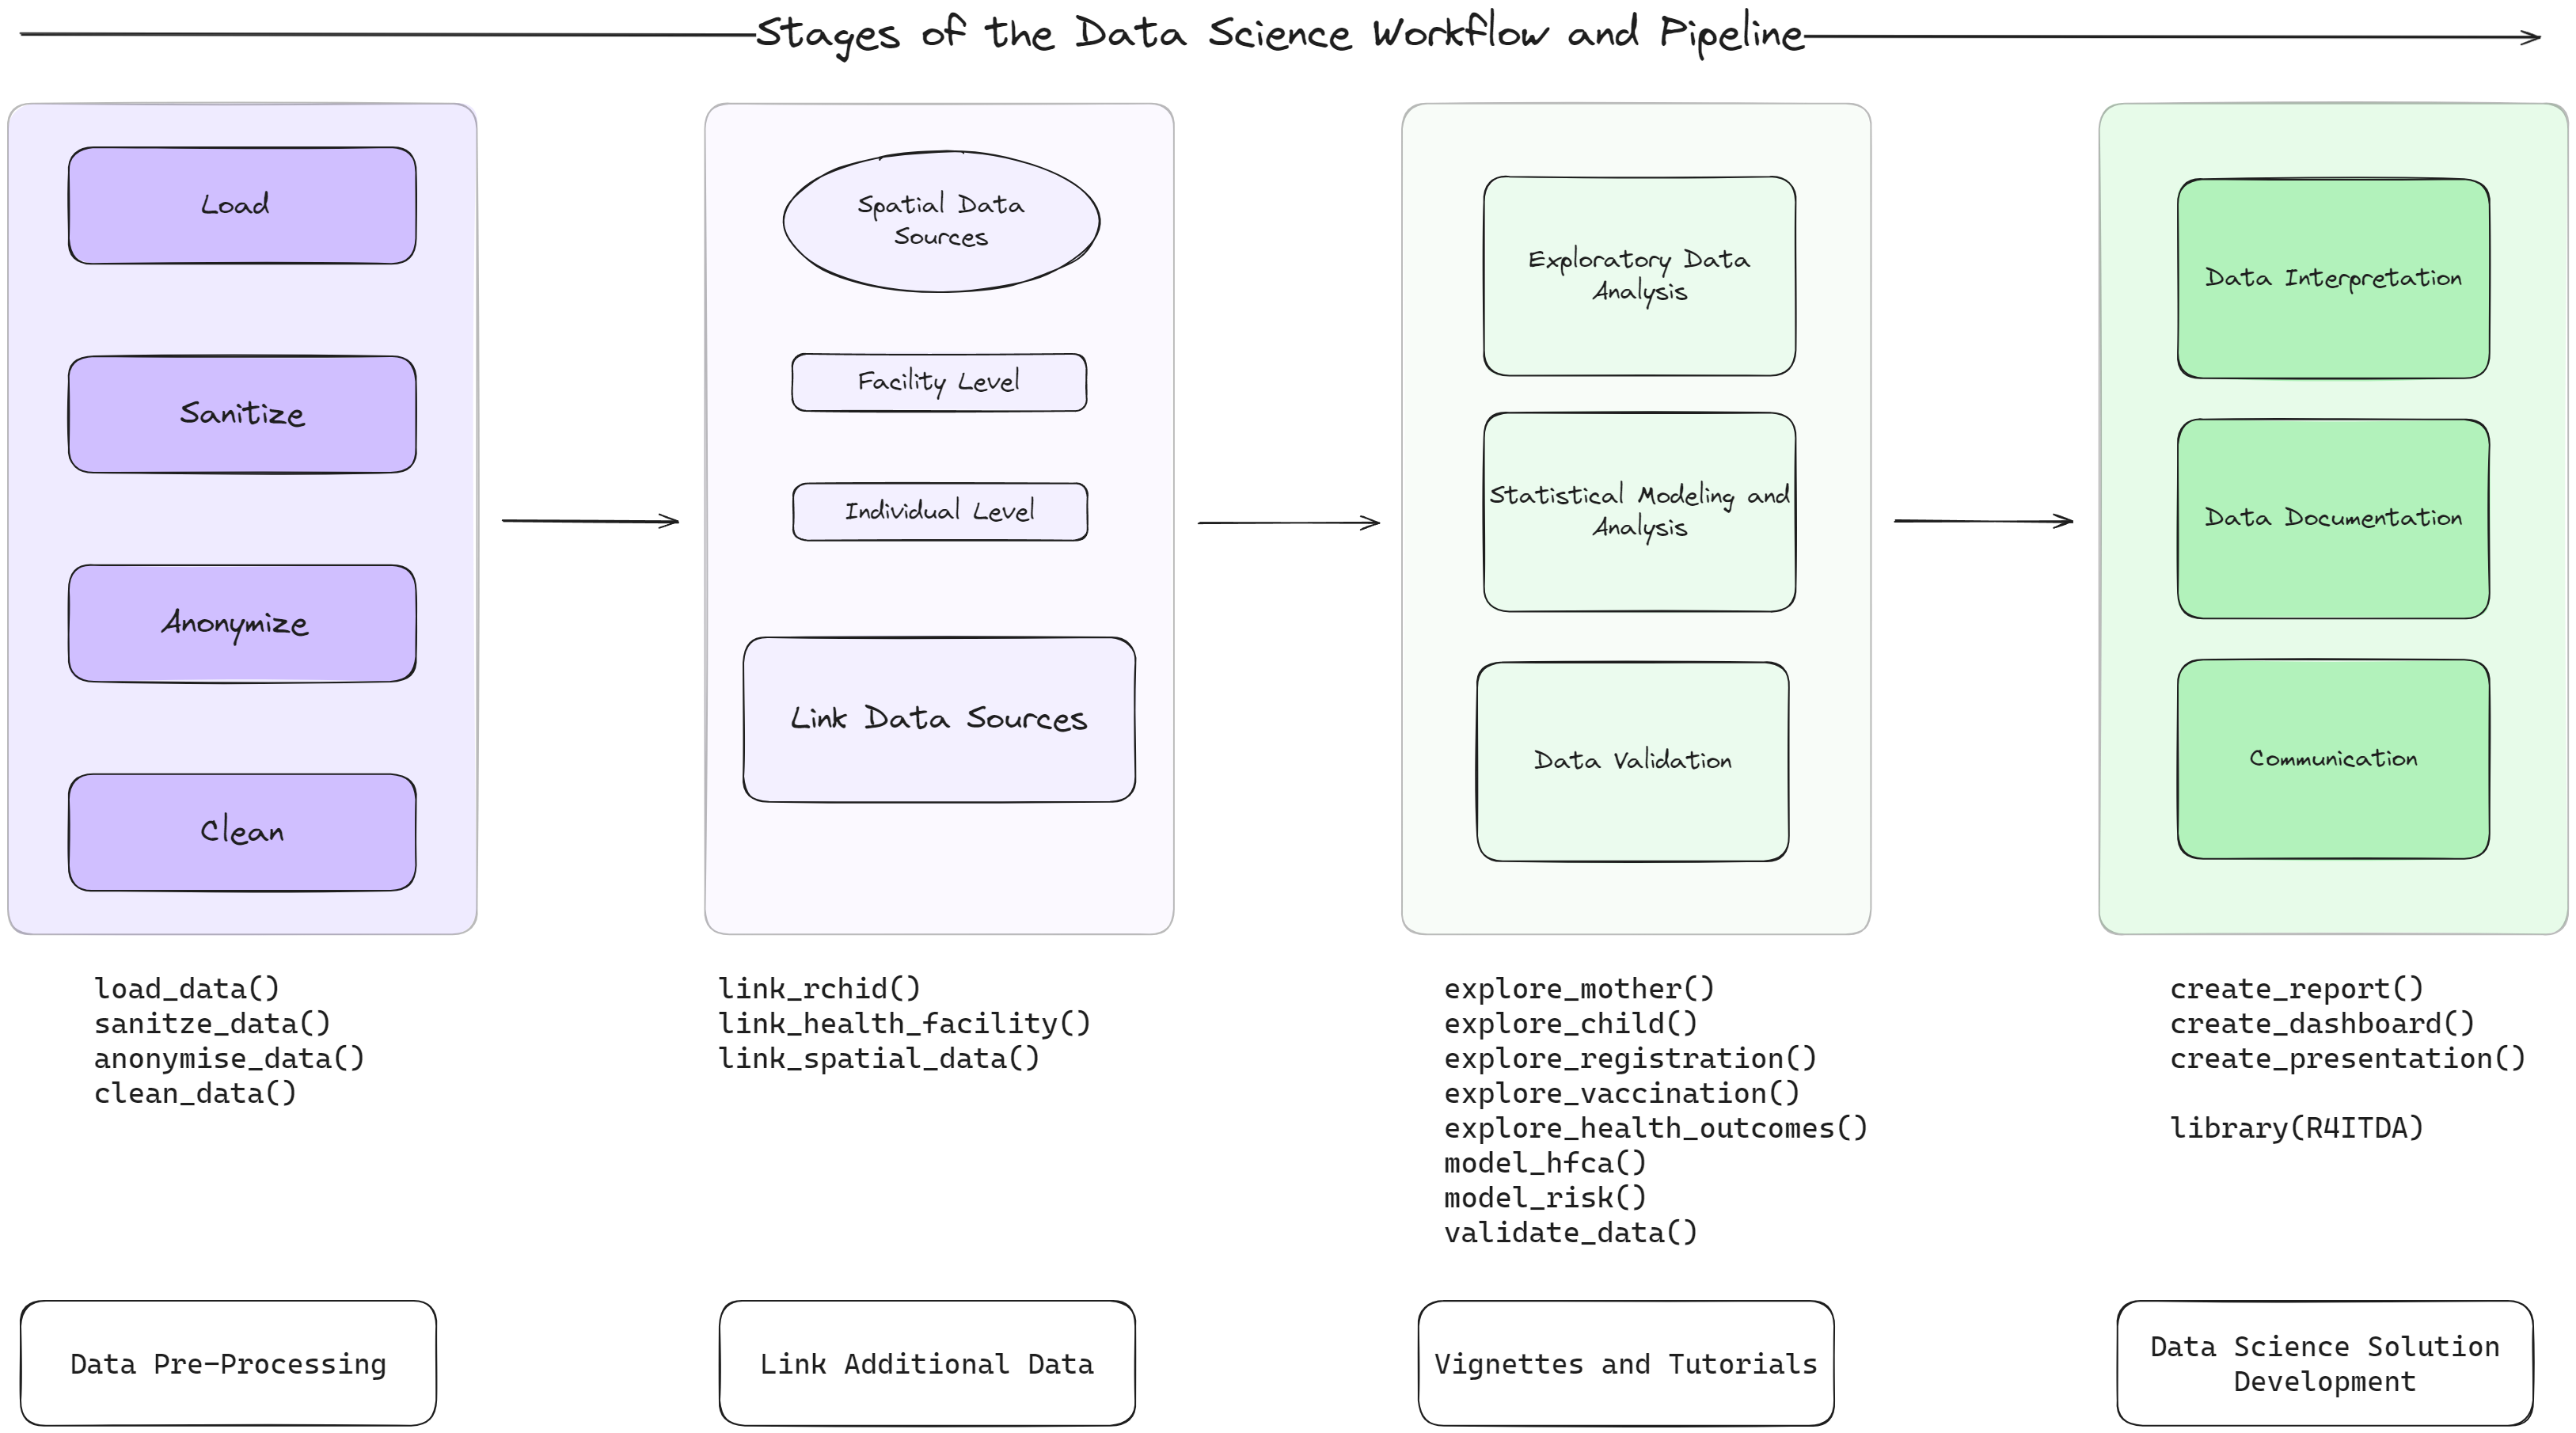 Stages of the Data Science Workflow and Pipeline
Load
Sanitize
Anonymize
Clean
Spatial Data
Sources
Facility Level
Individual Level
Link Data Sources
Exploratory Data
Analysis
Statistical Modeling and
Analysis
Data Validation
Data Interpretation
Data Documentation
Communication
load_data()
sanitze_data()
anonymise_data()
clean_data()
link_rchid()
link_health_facility()
link_spatial_data()
explore_mother()
explore_child()
explore_registration()
explore_vaccination()
explore_health_outcomes()
model_hfca()
model_risk()
validate_data()
create_report()
create_dashboard()
create_presentation()
library(R4ITDA)
Data Pre-Processing
Link Additional Data
Vignettes and Tutorials
Data Science Solution
Development